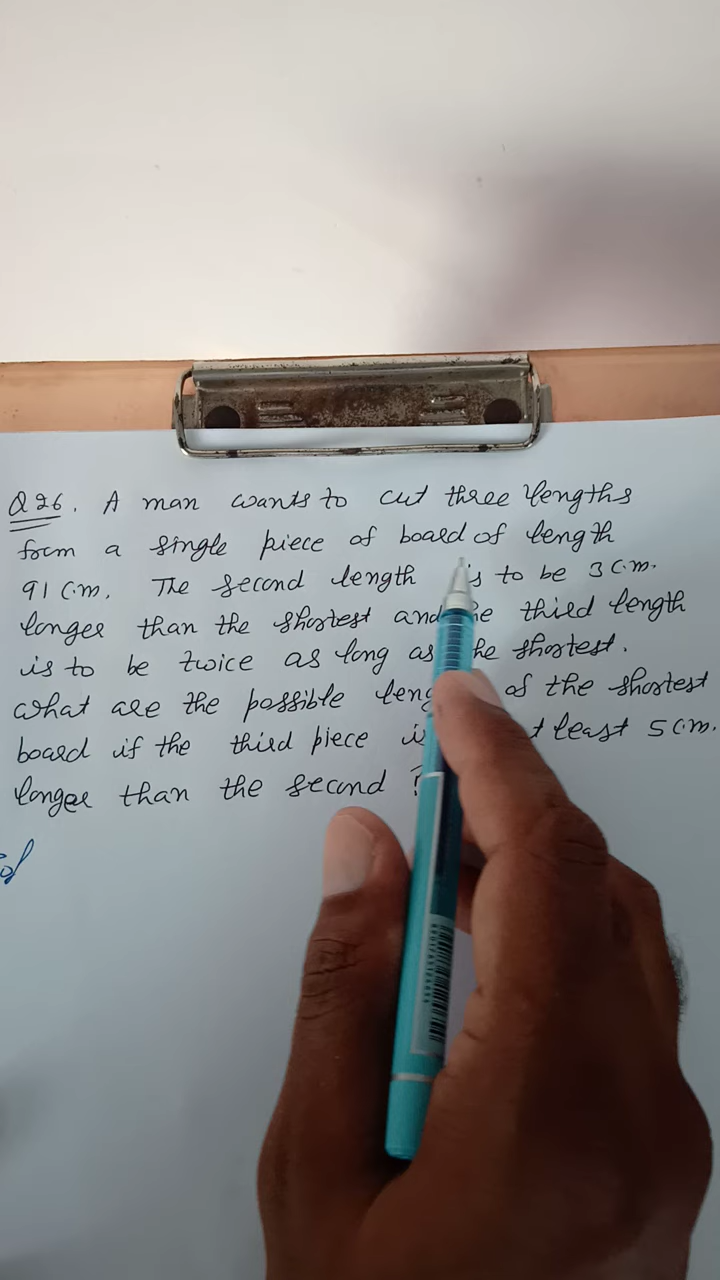 Q 26. A man wants to cut three lengths
from a single piece of board of length
91 cm. The second length is to be 3 cm.
longer than the shortest and the third length
is to be twice as long as the shortest.
what are the possible leng of the shortest
board if the third piece is t least 5 cm.
longer than the second ?
Sol